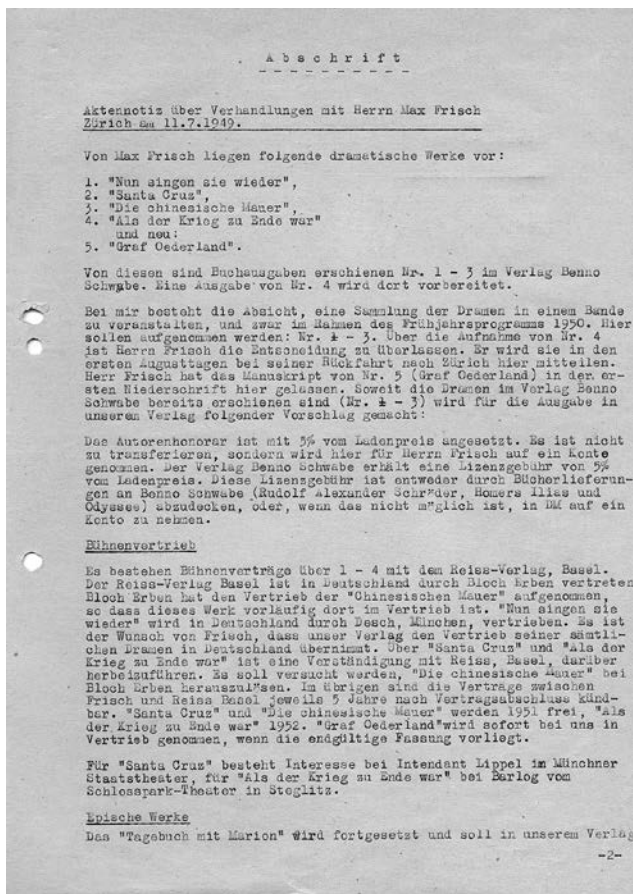 A b s c h r i f t
Aktennotiz über Verhandlungen mit Herrn Max Frisch
Zürich am 11.7.1949.
Von Max Frisch liegen folgende dramatische Werke vor:
1. "Nun singen sie wieder",
2. "Santa Cruz",
3. "Die chinesische Mauer",
4. "Als der Krieg zu Ende war"
und neu:
5. "Graf Oederland".
Von diesen sind Buchausgaben erschienen Nr. 1 - 3 im Verlag Benno
Schwabe. Eine Ausgabe von Nr. 4 wird dort vorbereitet.
Bei mir besteht die Absicht, eine Sammlung der Dramen in einem Bande
zu veranstalten, und zwar im Rahmen des Frühjahrsprogramms 1950. Hier
sollen aufgenommen werden: Nr. 1 - 3. Über die Aufnahme von Nr. 4
ist Herrn Frisch die Entscheidung zu überlassen. Er wird sie in den
ersten Augusttagen bei seiner Rückfahrt nach Zürich hier mitteilen.
Herr Frisch hat das Manuskript von Nr. 5 (Graf Oederland) in der er-
sten Niederschrift hier gelassen. Soweit die Dramen im Verlag Benno
Schwabe bereits erschienen sind (Nr. 1 - 3) wird für die Ausgabe in
unserem Verlag folgender Vorschlag gemacht:
Das Autorenhonorar ist mit 5% vom Ladenpreis angesetzt. Es ist nicht
zu transferieren, sondern wird hier für Herrn Frisch auf ein Konto
genommen. Der Verlag Benno Schwabe erhält eine Lizenzgebühr von 5%
vom Ladenpreis. Diese Lizenzgebühr ist entweder durch Bücherlieferun-
gen an Benno Schwabe (Rudolf Alexander Schr"der, Homers Ilias und
Odyssee) abzudecken, oder, wenn das nicht m"glich ist, in DM auf ein
Konto zu nehmen.
Bühnenvertrieb
Es bestehen Bühnenverträge über 1 - 4 mit dem Reiss-Verlag, Basel.
Der Reiss-Verlag Basel ist in Deutschland durch Bloch Erben vertreten
Bloch Erben hat den Vertrieb der "Chinesischen Mauer" aufgenommen,
so dass dieses Werk vorläufig dort im Vertrieb ist. "Nun singen sie
wieder" wird in Deutschland durch Desch, München, vertrieben. Es ist
der Wunsch von Frisch, dass unser Verlag den Vertrieb seiner sämtli-
chen Dramen in Deutschland übernimmt. Über "Santa Cruz" und "Als der
Krieg zu Ende war" ist eine Verständigung mit Reiss, Basel, darüber
herbeizuführen. Es soll versucht werden, "Die chinesische Mauer" bei
Bloch Erben herauszul"sen. Im übrigen sind die Verträge zwischen
Frisch und Reiss Basel jeweils 5 Jahre nach Vertragsabschluss künd-
bar. "Santa Cruz" und "Die chinesische Mauer" werden 1951 frei, "Als
der Krieg zu Ende war" 1952. "Graf Oederland"wird sofort bei uns in
Vertrieb genommen, wenn die endgültige Fassung vorliegt.
Für "Santa Cruz" besteht Interesse bei Intendant Lippel im Münchner
Staatstheater, für "Als der Krieg zu Ende war" bei Barlog vom
Schlosspark-Theater in Steglitz.
Epische Werke
Das "Tagebuch mit Marion" wird fortgesetzt und soll in unserem Verlag
-2-